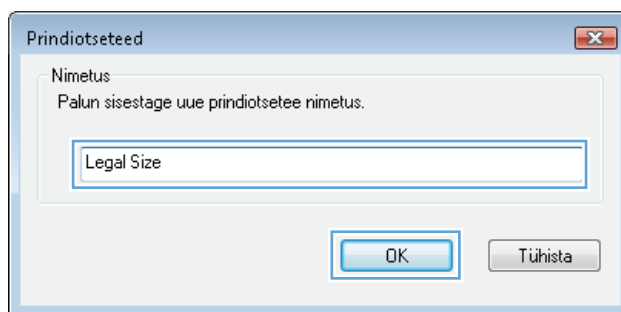 Prindiotseteed
Nimetus
Palun sisestage uue prindiotsetee nimetus.
Legal Size
OK
Tühista